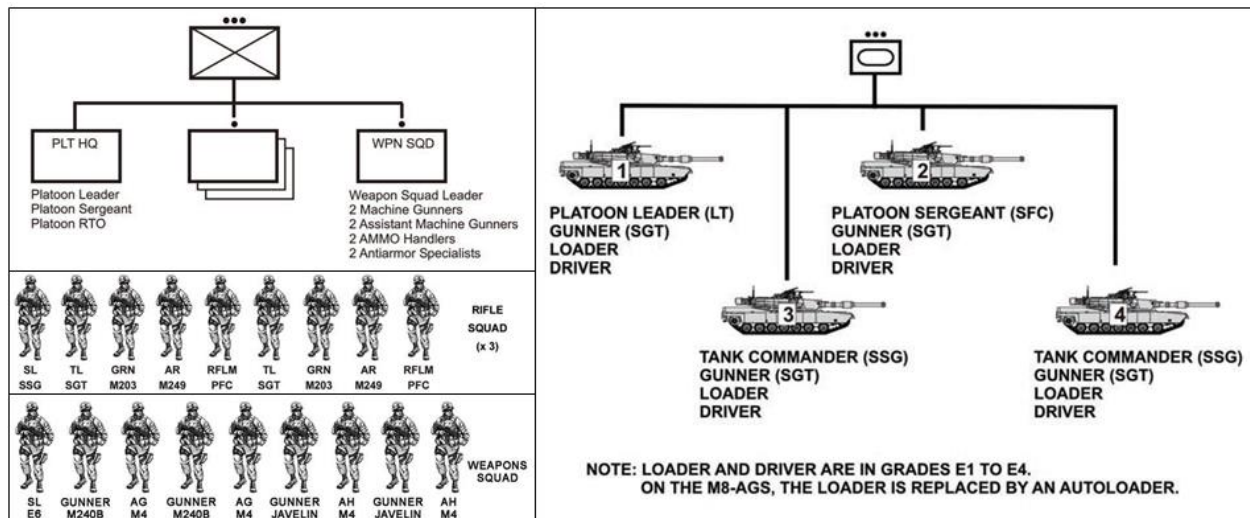 PLT HQ
WPN SQD
Platoon Leader
Platoon Sergeant
Platoon RTO
Weapon Squad Leader
2 Machine Gunners
2 Assistant Machine Gunners
2 AMMO Handlers
2 Antiarmor Specialists
RIFLE
SQUAD
(x 3)
SL TL GRN AR RFLM TL GRN AR RFLM
SSG SGT M203 M249 PFC SGT M203 M249 PFC
WEAPONS
SQUAD
SL GUNNER AG GUNNER AG GUNNER AH GUNNER AH
E6 M240B M4 M240B M4 JAVELIN M4 JAVELIN M4
1
PLATOON LEADER (LT)
GUNNER (SGT)
LOADER
DRIVER
2
PLATOON SERGEANT (SFC)
GUNNER (SGT)
LOADER
DRIVER
3
TANK COMMANDER (SSG)
GUNNER (SGT)
LOADER
DRIVER
4
TANK COMMANDER (SSG)
GUNNER (SGT)
LOADER
DRIVER
NOTE: LOADER AND DRIVER ARE IN GRADES E1 TO E4.
ON THE M8-AGS, THE LOADER IS REPLACED BY AN AUTOLOADER.